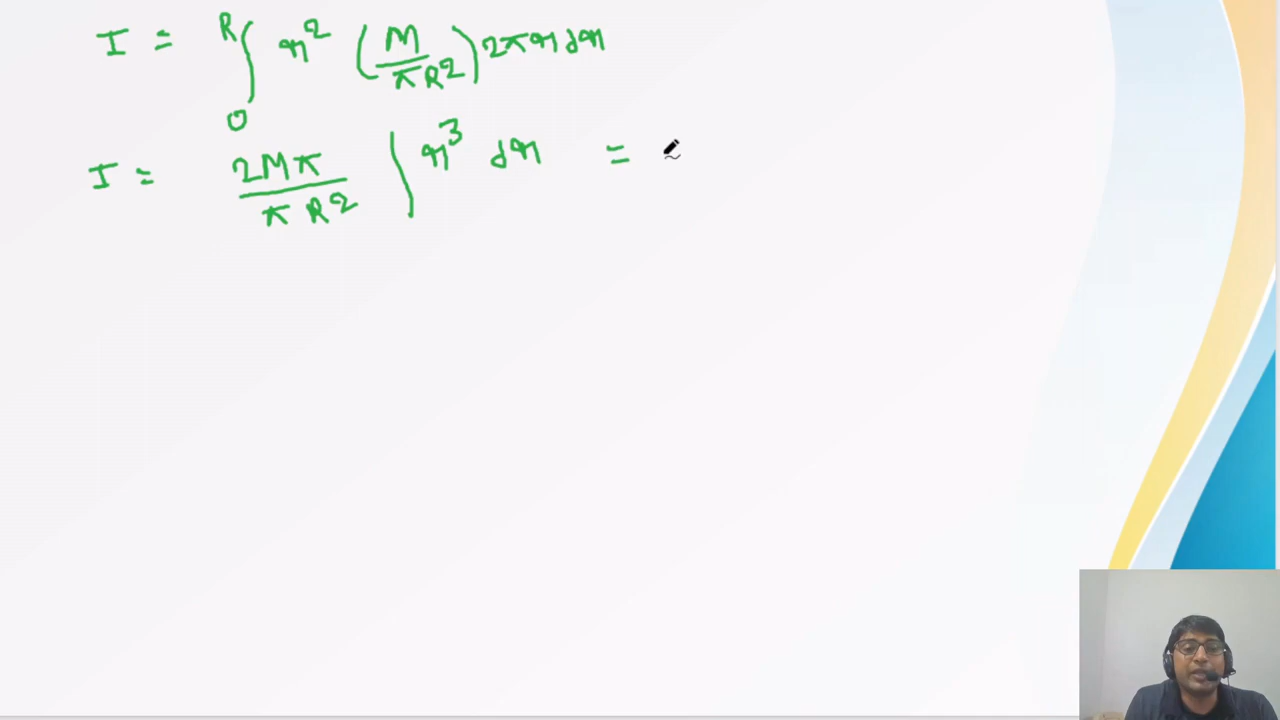 I = ∫₀ᴿ r² (M/πR²) 2πr dr
I = 2Mπ/πR² ∫ r³ dr =